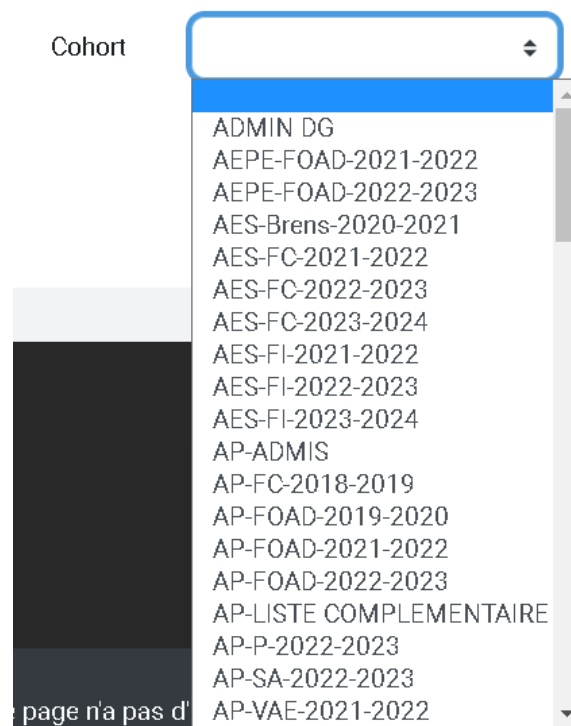 Cohort
ADMIN DG
AEPE-FOAD-2021-2022
AEPE-FOAD-2022-2023
AES-Brens-2020-2021
AES-FC-2021-2022
AES-FC-2022-2023
AES-FC-2023-2024
AES-FI-2021-2022
AES-FI-2022-2023
AES-FI-2023-2024
AP-ADMIS
AP-FC-2018-2019
AP-FOAD-2019-2020
AP-FOAD-2021-2022
AP-FOAD-2022-2023
AP-LISTE COMPLEMENTAIRE
AP-P-2022-2023
AP-SA-2022-2023
page n'a pas d'
AP-VAE-2021-2022